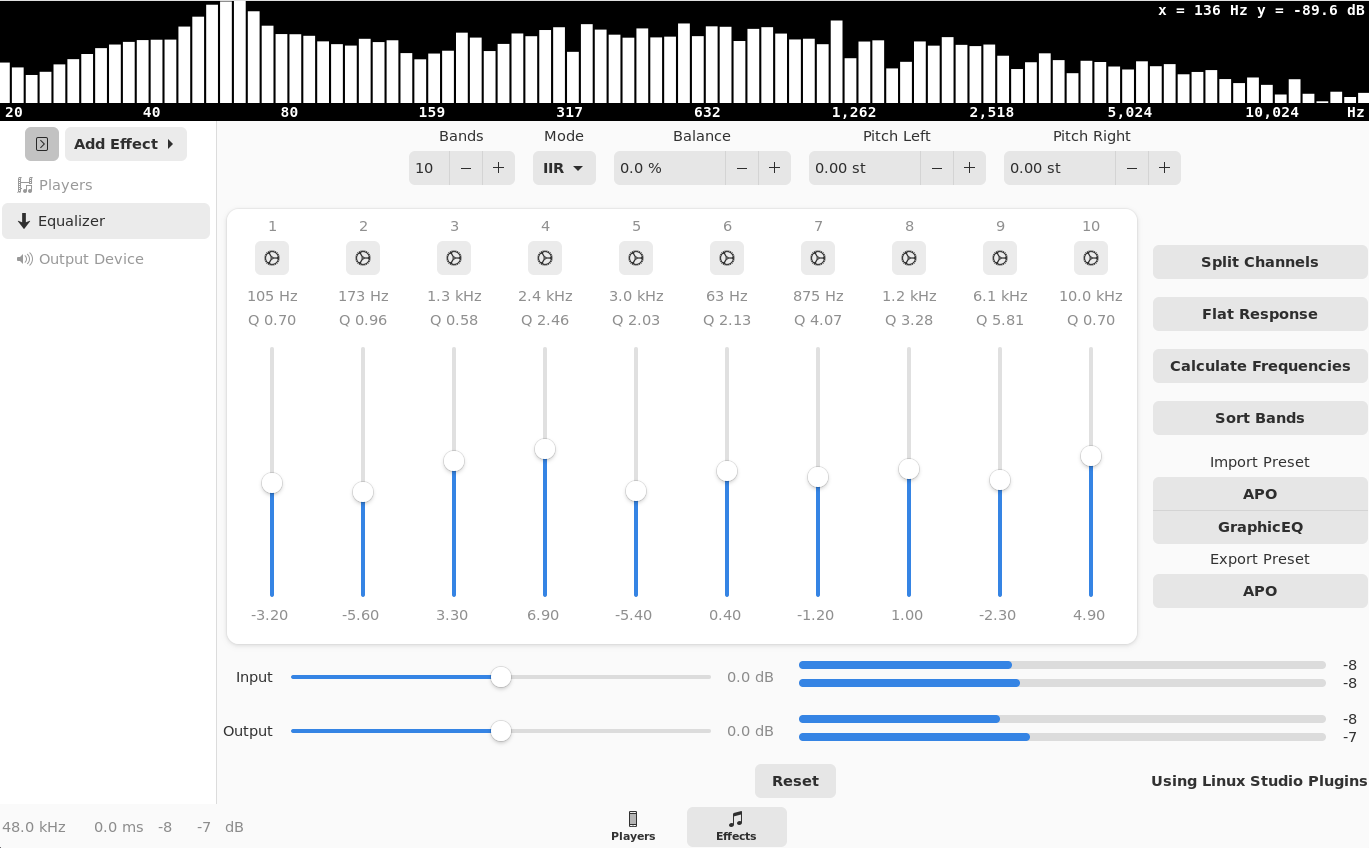 x = 136 Hz y = -89.6 dB
20 40 80 159 317 632 1,262 2,518 5,024 10,024 Hz
Add Effect
Players
Equalizer
Output Device
Bands Mode Balance Pitch Left Pitch Right
10 IIR 0.0 % 0.00 st 0.00 st
1 2 3 4 5 6 7 8 9 10
105 Hz 173 Hz 1.3 kHz 2.4 kHz 3.0 kHz 63 Hz 875 Hz 1.2 kHz 6.1 kHz 10.0 kHz
Q 0.70 Q 0.96 Q 0.58 Q 2.46 Q 2.03 Q 2.13 Q 4.07 Q 3.28 Q 5.81 Q 0.70
-3.20 -5.60 3.30 6.90 -5.40 0.40 -1.20 1.00 -2.30 4.90
Split Channels
Flat Response
Calculate Frequencies
Sort Bands
Import Preset
APO
GraphicEQ
Export Preset
APO
Input 0.0 dB -8
-8
Output 0.0 dB -8
-7
Reset
Using Linux Studio Plugins
48.0 kHz 0.0 ms -8 -7 dB
Players Effects